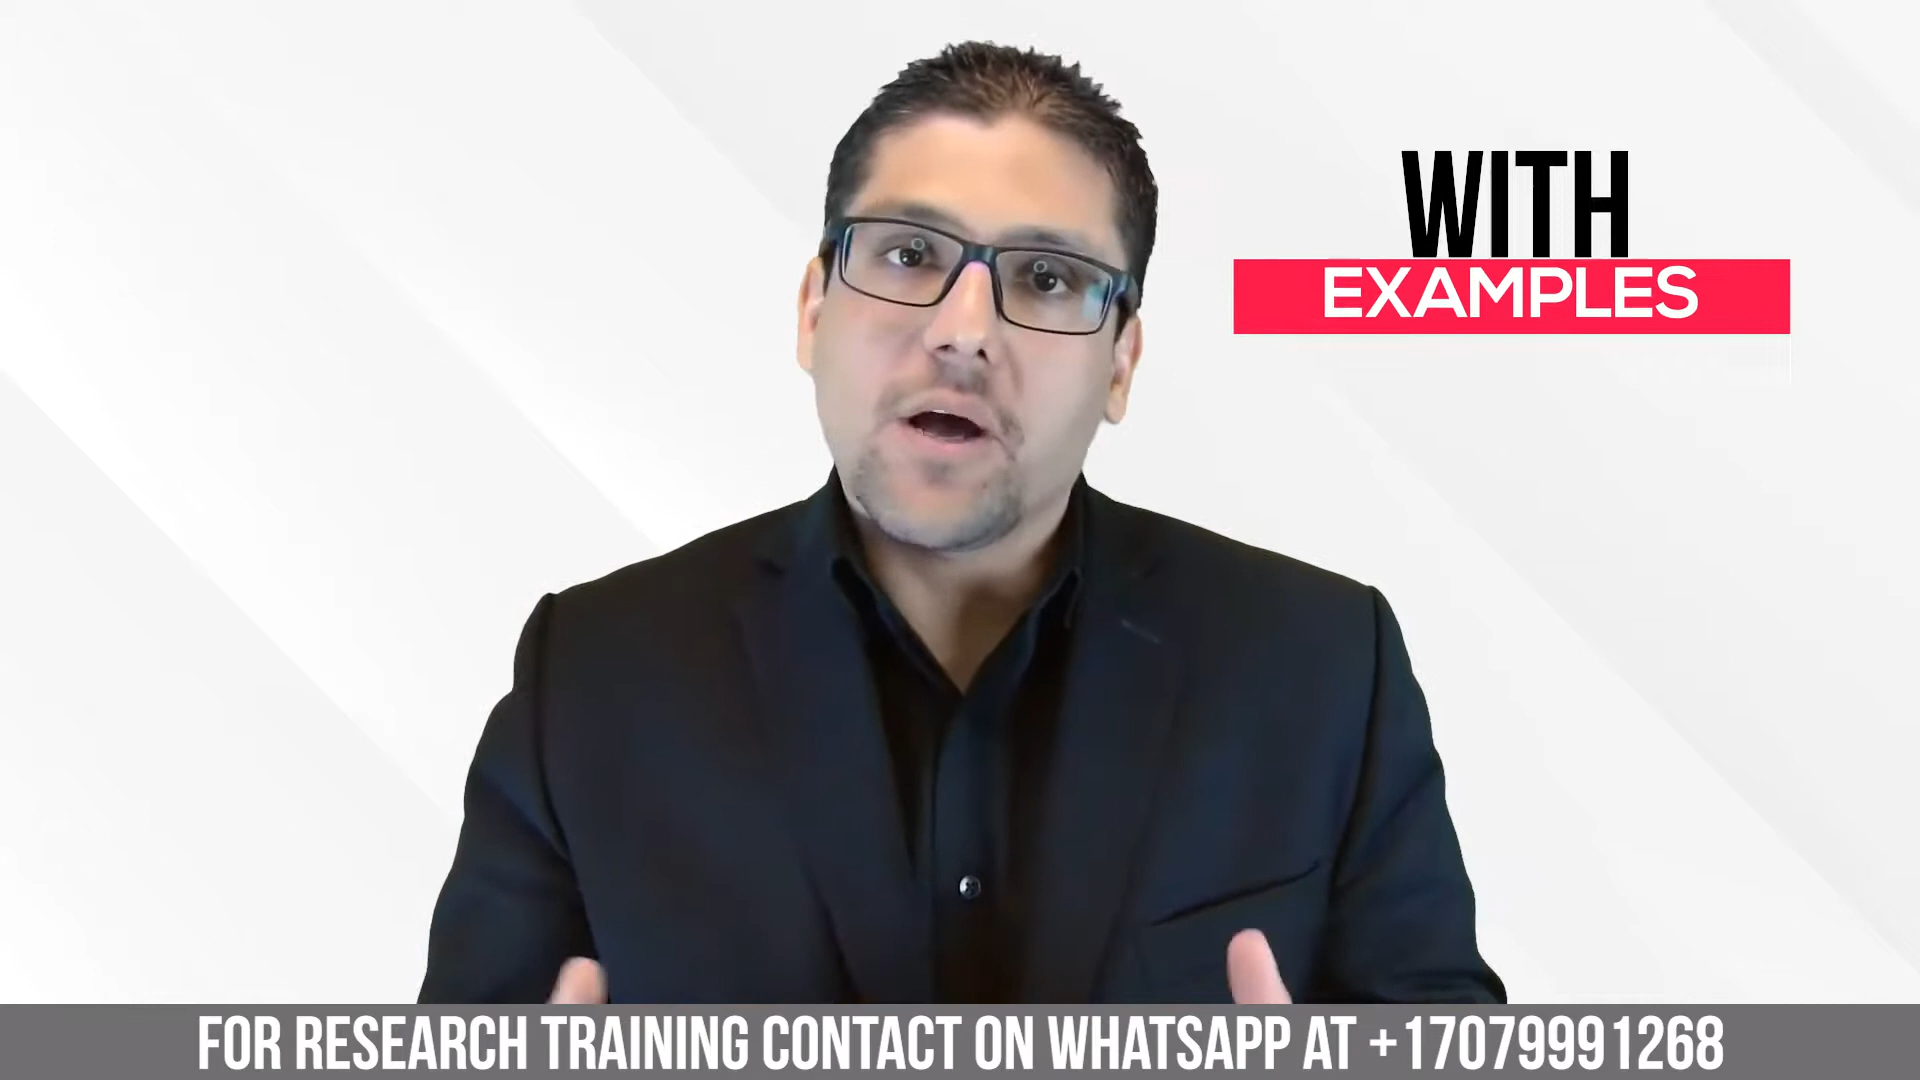 WITH
EXAMPLES
FOR RESEARCH TRAINING CONTACT ON WHATSAPP AT +17079991268